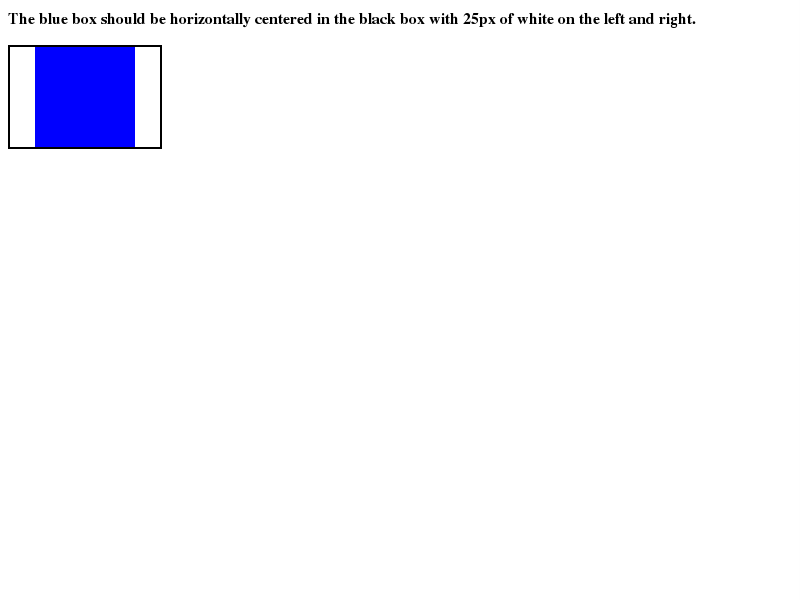 The blue box should be horizontally centered in the black box with 25px of white on the left and right.